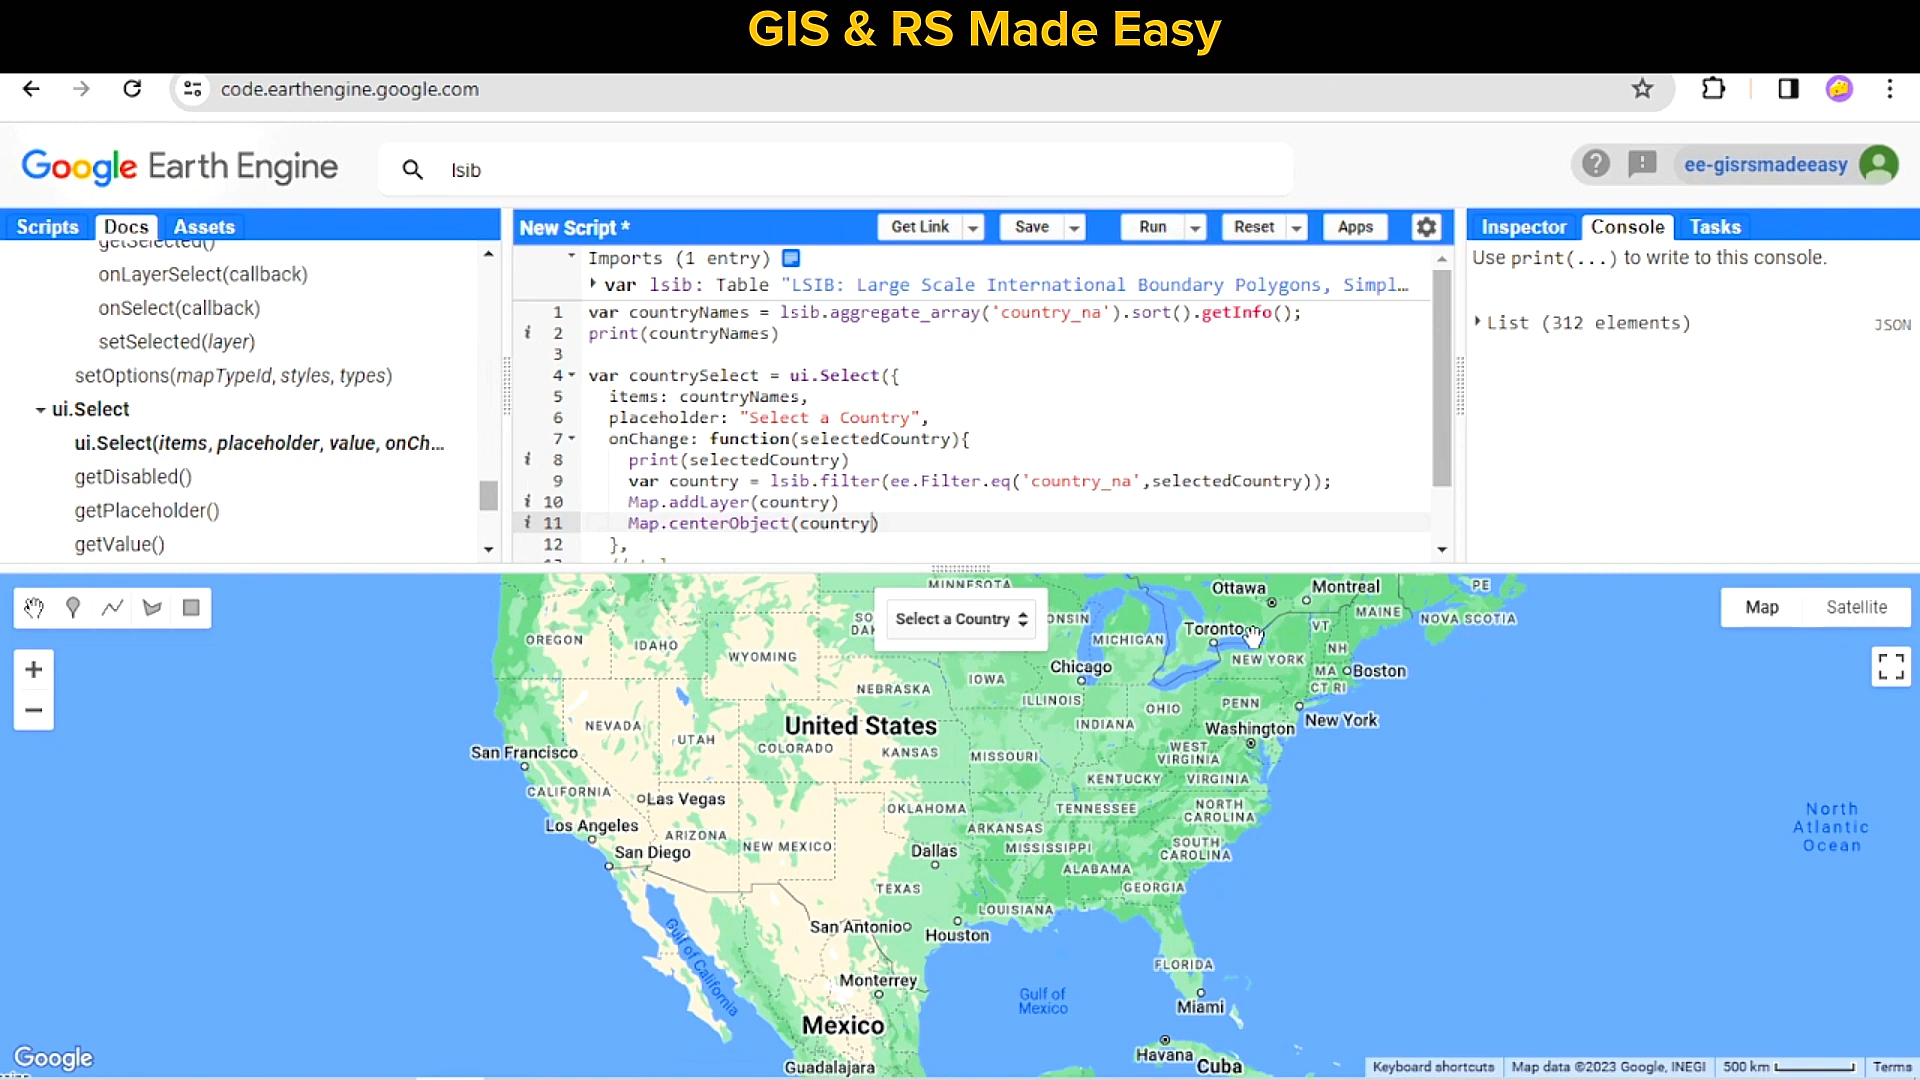 GIS & RS Made Easy
code.earthengine.google.com
Google Earth Engine
lsib
ee-gisrsmadeeasy
Scripts Docs Assets
getSelected()
onLayerSelect(callback)
onSelect(callback)
setSelected(layer)
setOptions(mapTypeId, styles, types)
ui.Select
ui.Select(items, placeholder, value, onCh...
getDisabled()
getPlaceholder()
getValue()
New Script *
Get Link Save Run Reset Apps
Imports (1 entry)
var lsib: Table "LSIB: Large Scale International Boundary Polygons, Simpl…
1 var countryNames = lsib.aggregate_array('country_na').sort().getInfo();
i 2 print(countryNames)
3
4 var countrySelect = ui.Select({
5 items: countryNames,
6 placeholder: "Select a Country",
7 onChange: function(selectedCountry){
i 8 print(selectedCountry)
9 var country = lsib.filter(ee.Filter.eq('country_na',selectedCountry));
i 10 Map.addLayer(country)
i 11 Map.centerObject(country)
12 },
Inspector Console Tasks
Use print(...) to write to this console.
List (312 elements)
JSON
Select a Country
Map Satellite
MINNESOTA
Ottawa
Montreal
PE
MAINE
NOVA SCOTIA
OREGON
IDAHO
WYOMING
SO
DAK
ONSIN
MICHIGAN
Toronto
VT
NH
NEW YORK
MA
Boston
CT RI
Chicago
IOWA
NEBRASKA
ILLINOIS
INDIANA
OHIO
PENN
New York
Washington
NEVADA
UTAH
United States
COLORADO
KANSAS
MISSOURI
WEST
VIRGINIA
KENTUCKY
VIRGINIA
San Francisco
CALIFORNIA
Las Vegas
Los Angeles
ARIZONA
San Diego
NEW MEXICO
OKLAHOMA
TENNESSEE
NORTH
CAROLINA
ARKANSAS
Dallas
MISSISSIPPI
SOUTH
CAROLINA
ALABAMA
TEXAS
GEORGIA
LOUISIANA
San Antonio
Houston
FLORIDA
Gulf of California
Monterrey
Gulf of
Mexico
Miami
Mexico
Havana
Cuba
Guadalajara
North
Atlantic
Ocean
Google
Keyboard shortcuts
Map data ©2023 Google, INEGI
500 km
Terms